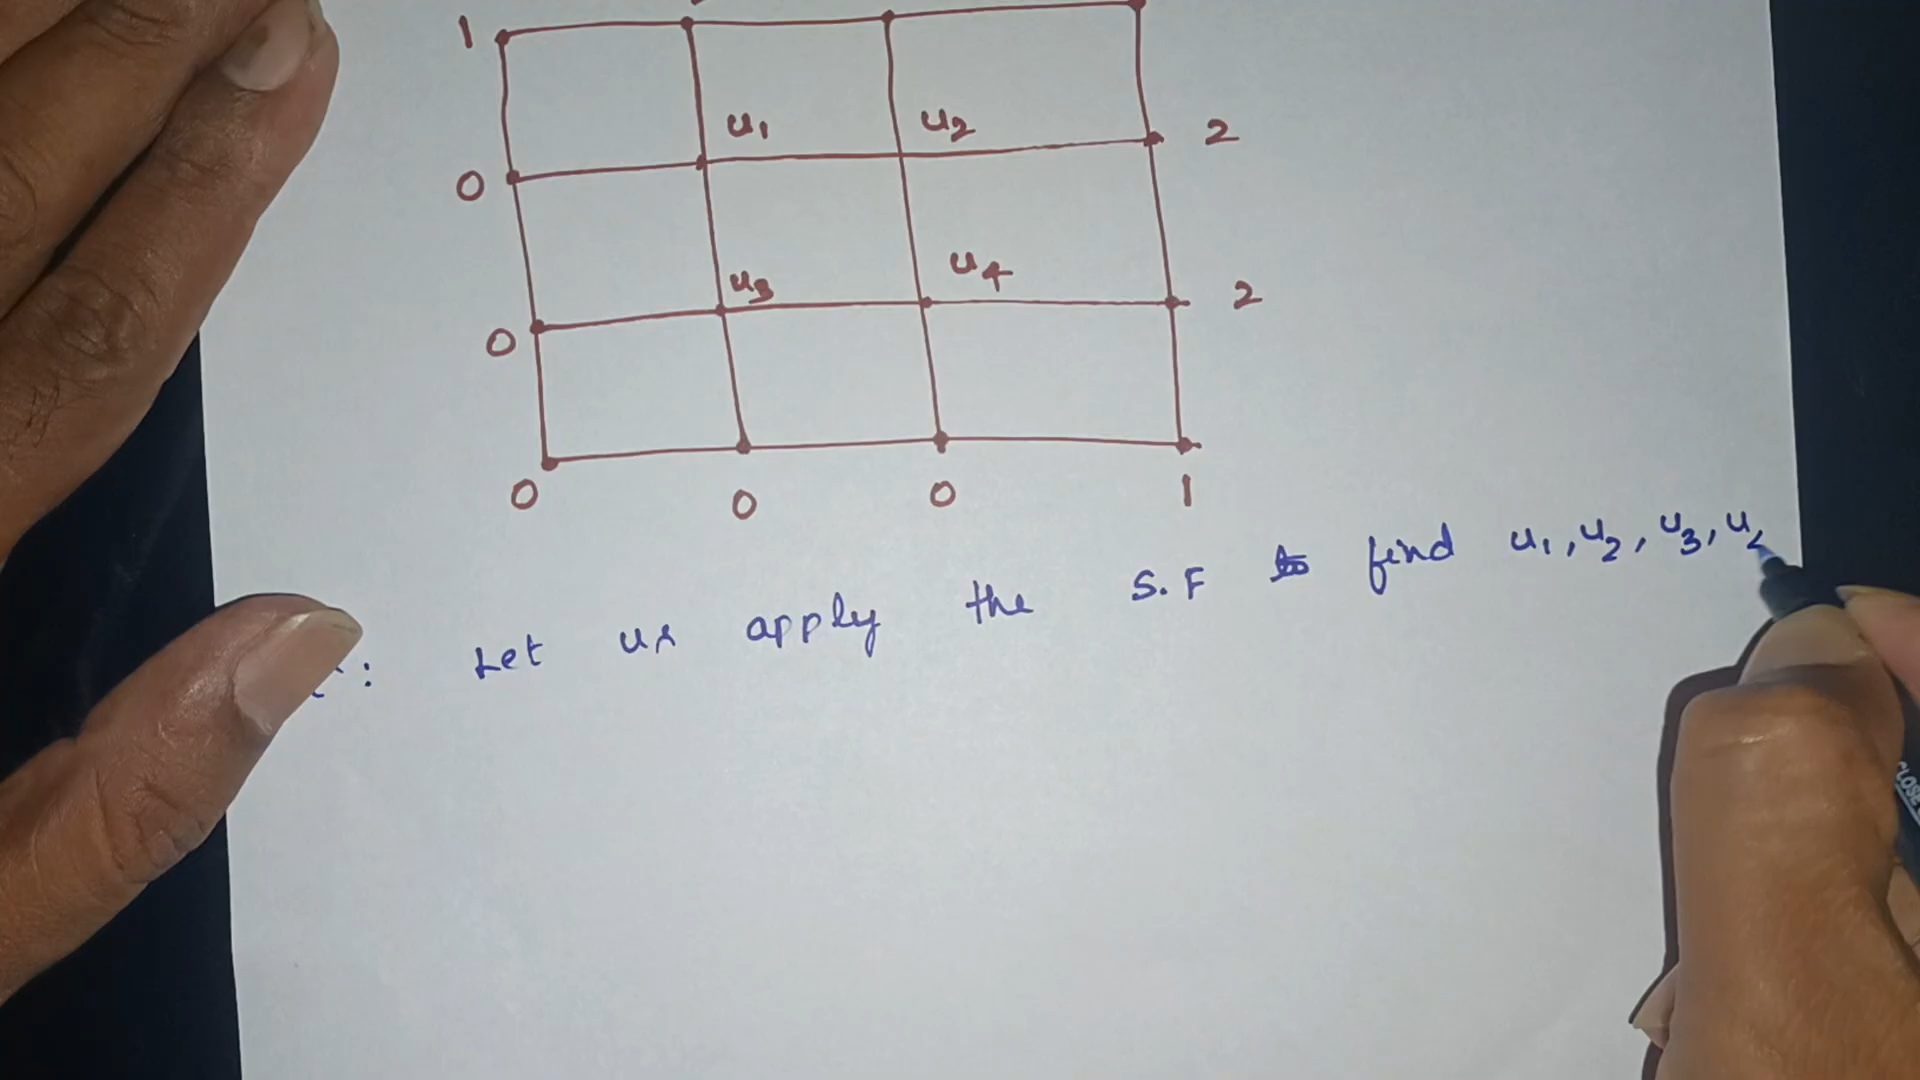 1
u1 u2 2
0
u3 u4 2
0
0 0 0 1
Let us apply the S.F to find u1, u2, u3, u4